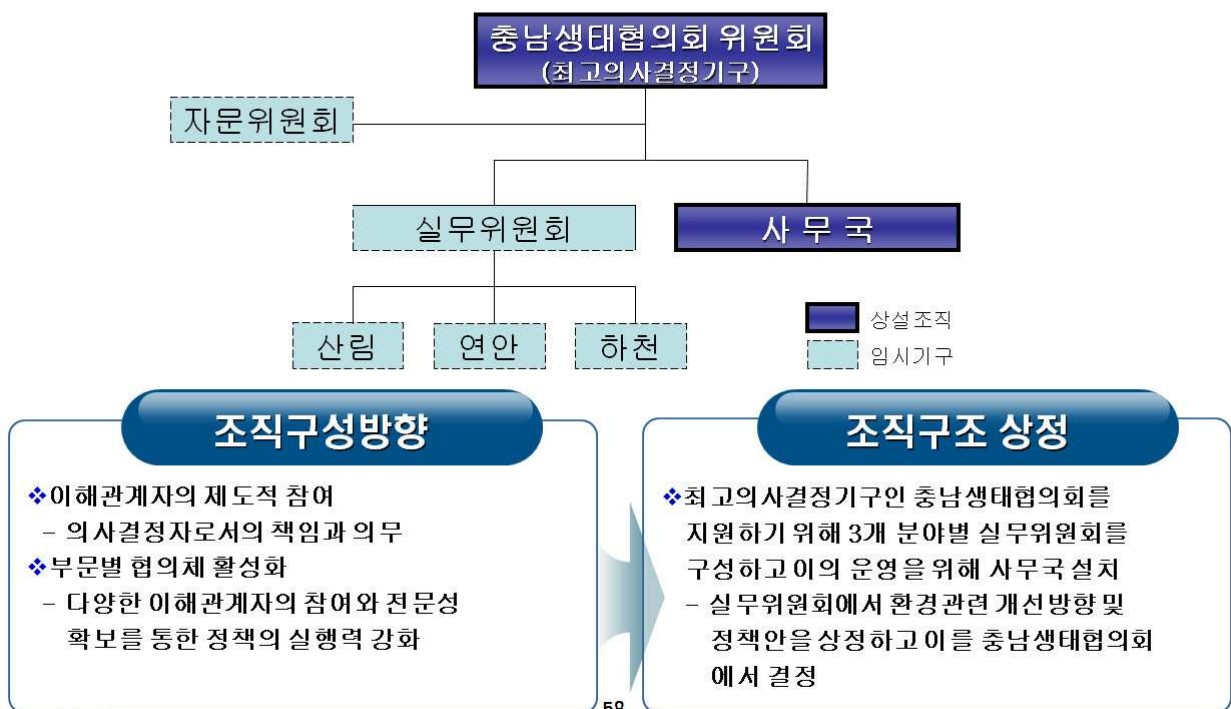 충남생태협의회 위원회
(최고의사결정기구)
자문위원회
실무위원회
사 무 국
산림
연안
하천
상설조직
임시기구
조직구성방향
❖이해관계자의 제도적 참여
– 의사결정자로서의 책임과 의무
❖부문별 협의체 활성화
– 다양한 이해관계자의 참여와 전문성
확보를 통한 정책의 실행력 강화
조직구조 상정
❖최고의사결정기구인 충남생태협의회를
지원하기 위해 3개 분야별 실무위원회를
구성하고 이의 운영을 위해 사무국 설치
– 실무위원회에서 환경관련 개선방향 및
정책안을 상정하고 이를 충남생태협의회
에서 결정
58